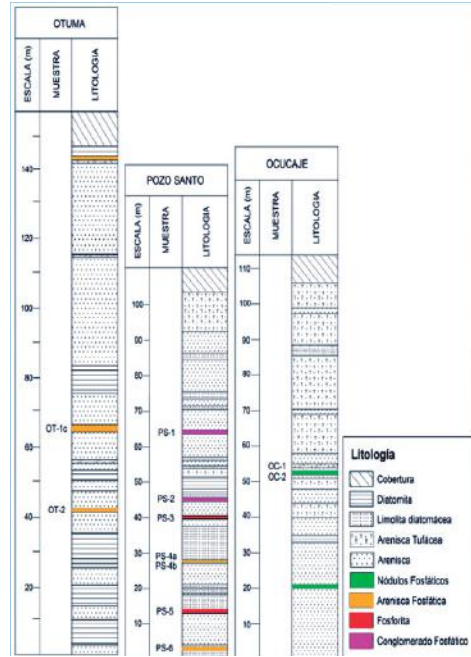 OTUMA
ESCALA (m)
MUESTRA
LITOLOGIA
140
120
100
80
60
40
20
OT-1c
OT-2
POZO SANTO
ESCALA (m)
MUESTRA
LITOLOGIA
100
90
80
70
60
50
40
30
20
10
PS-1
PS-2
PS-3
PS-4a
PS-4b
PS-5
PS-6
OCUCAJE
ESCALA (m)
MUESTRA
LITOLOGIA
110
100
90
80
70
60
50
40
30
20
10
OC-1
OC-2
Litología
Cobertura
Diatomita
Limolita diatomácea
Arenisca Tufácea
Arenisca
Nódulos Fosfáticos
Arenisca Fosfática
Fosforita
Conglomerado Fosfático